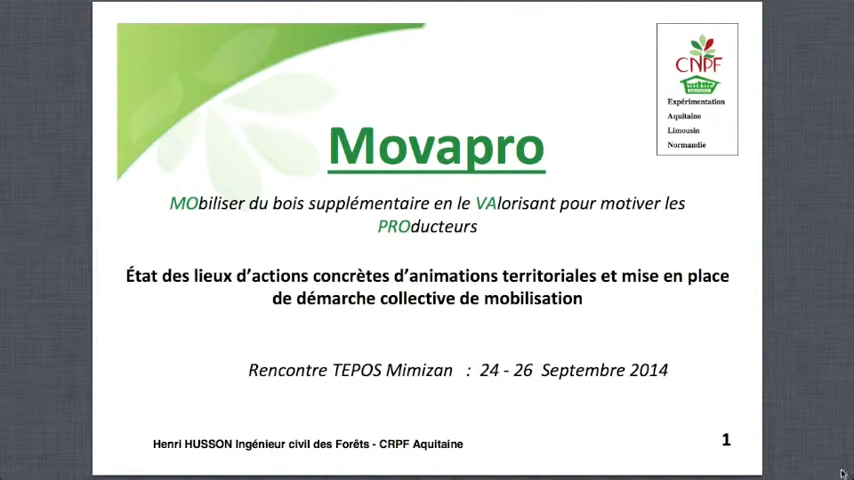 CNPF
Expérimentation
Aquitaine
Limousin
Normandie
Movapro
MObiliser du bois supplémentaire en le VAlorisant pour motiver les
PROducteurs
État des lieux d'actions concrètes d'animations territoriales et mise en place
de démarche collective de mobilisation
Rencontre TEPOS Mimizan : 24 - 26 Septembre 2014
Henri HUSSON Ingénieur civil des Forêts - CRPF Aquitaine
1